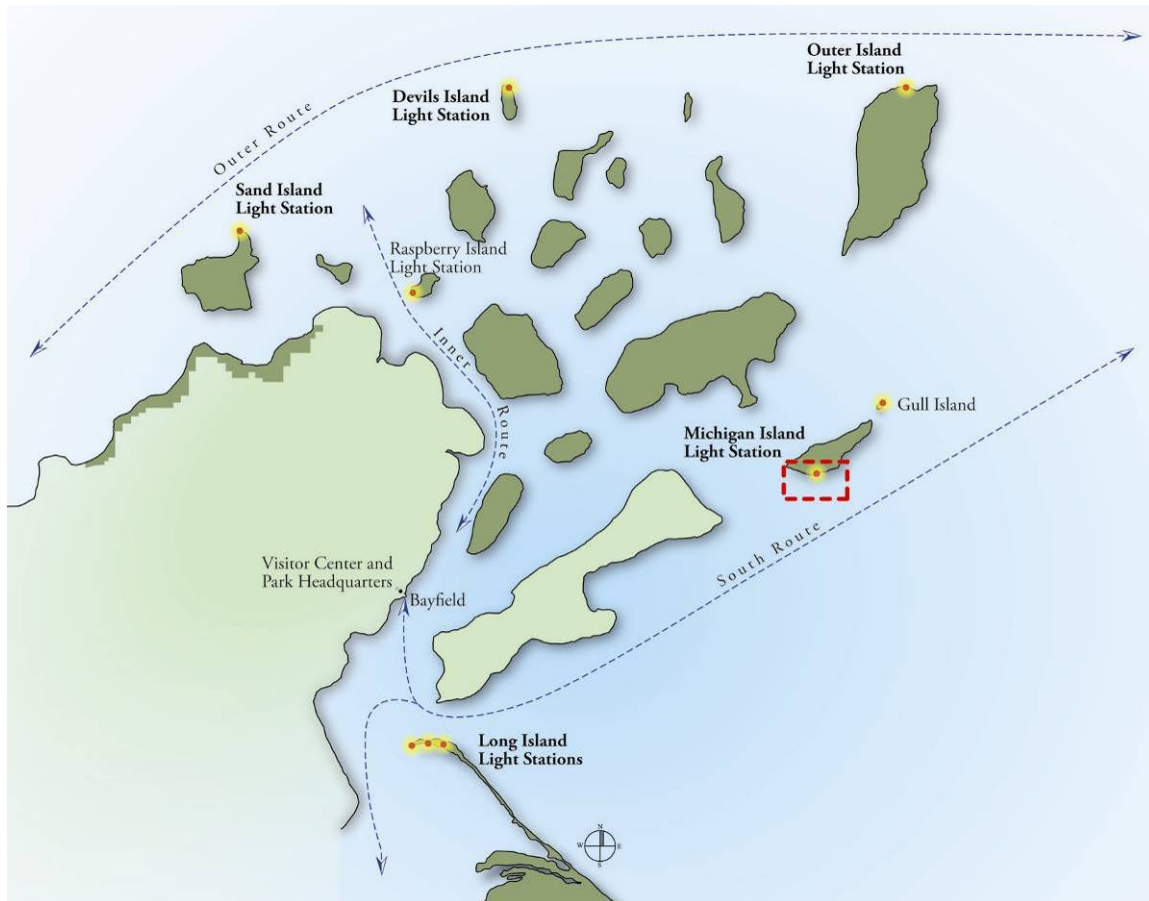 Outer Island
Light Station
Devils Island
Light Station
Outer Route
Sand Island
Light Station
Raspberry Island
Light Station
Inner
Route
Gull Island
Michigan Island
Light Station
South Route
Visitor Center and
Park Headquarters
Bayfield
Long Island
Light Stations
N
W E
S